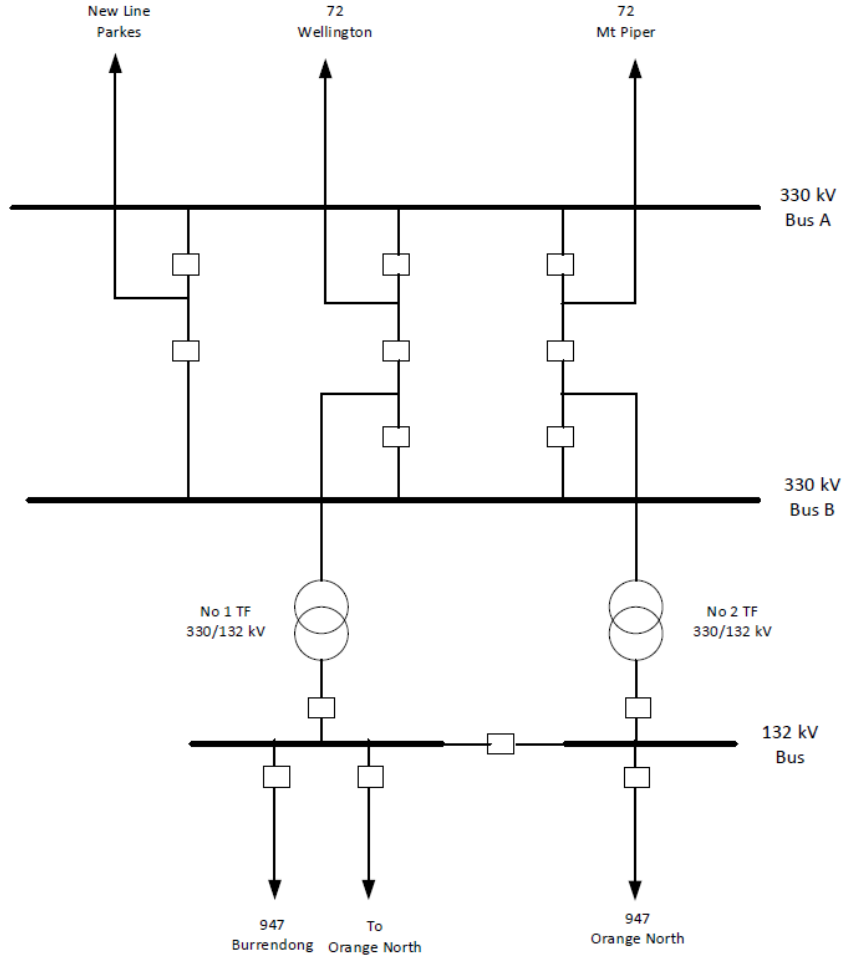 New Line
Parkes
72
Wellington
72
Mt Piper
330 kV
Bus A
330 kV
Bus B
No 1 TF
330/132 kV
No 2 TF
330/132 kV
132 kV
Bus
947
Burrendong
To
Orange North
947
Orange North